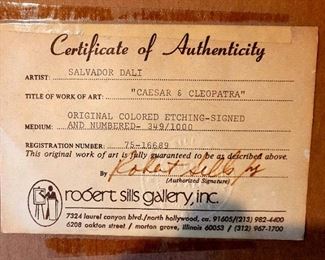 Certificate of Authenticity
ARTIST: SALVADOR DALI
TITLE OF WORK OF ART: "CAESAR & CLEOPATRA"
ORIGINAL COLORED ETCHING-SIGNED
MEDIUM: AND NUMBERED- 349/1000
REGISTRATION NUMBER: 75-16689
This original work of art is fully guaranteed to be as described above.
By Robert Sills
(Authorized Signature)
robert sills gallery, inc.
7324 laurel canyon blvd./north hollywood, ca. 91605/(213) 982-4400
6208 oakton street / morton grove, illinois 60053 / (312) 967-1700